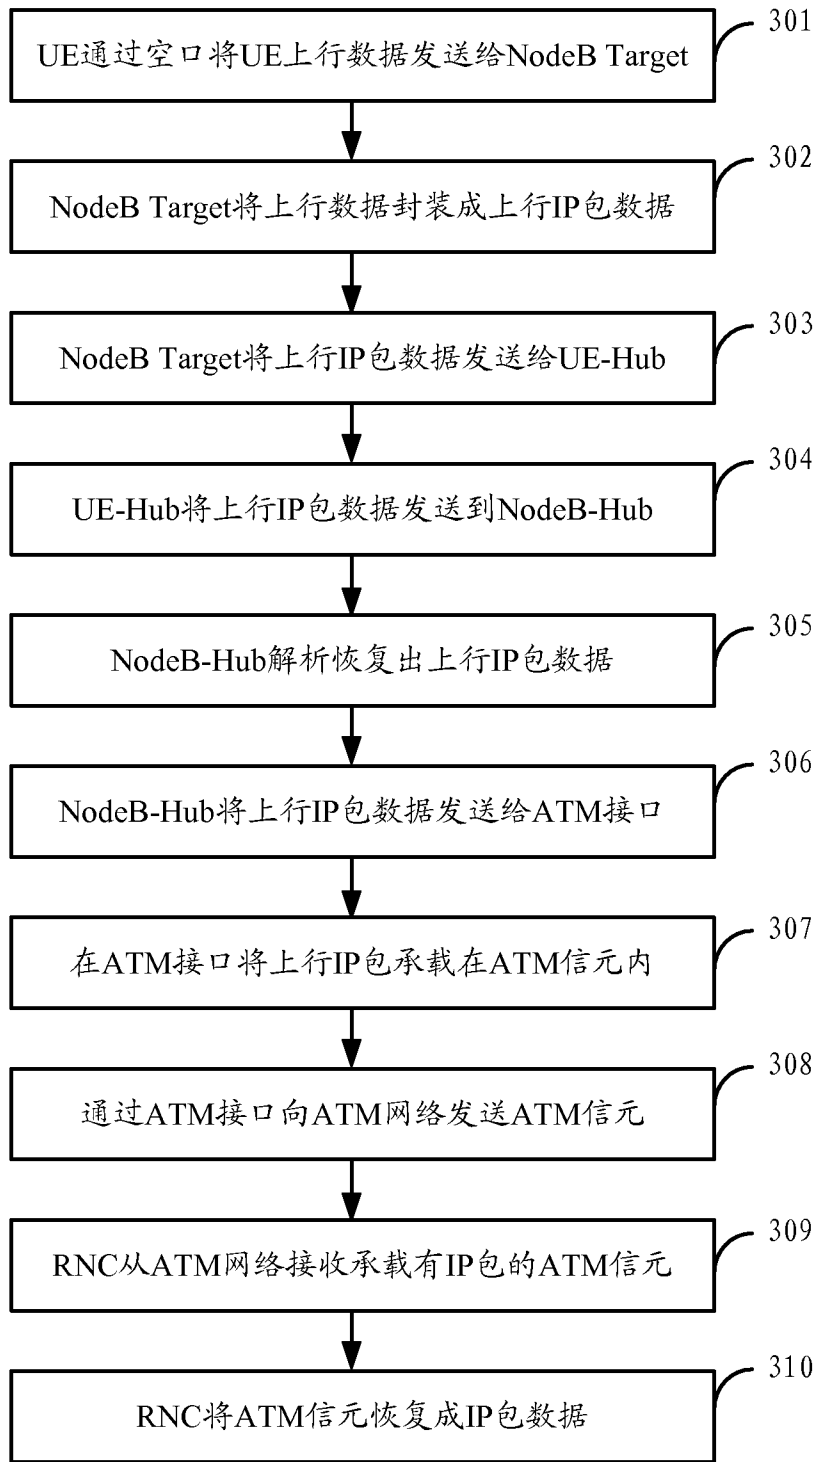 301
UE通过空口将UE上行数据发送给NodeB Target
302
NodeB Target将上行数据封装成上行IP包数据
303
NodeB Target将上行IP包数据发送给UE-Hub
304
UE-Hub将上行IP包数据发送到NodeB-Hub
305
NodeB-Hub解析恢复出上行IP包数据
306
NodeB-Hub将上行IP包数据发送给ATM接口
307
在ATM接口将上行IP包承载在ATM信元内
308
通过ATM接口向ATM网络发送ATM信元
309
RNC从ATM网络接收承载有IP包的ATM信元
310
RNC将ATM信元恢复成IP包数据